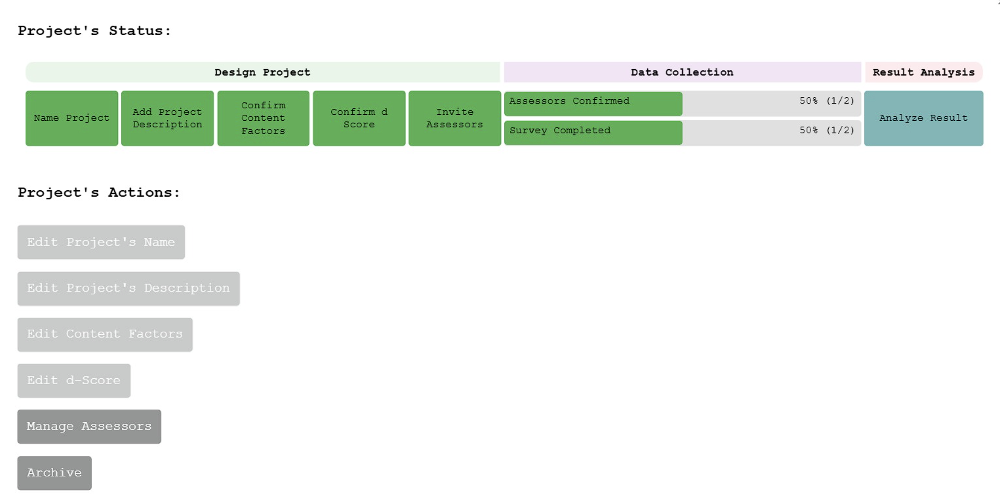 Project's Status:
Design Project
Data Collection
Result Analysis
Name Project
Add Project
Description
Confirm
Content
Factors
Confirm d
Score
Invite
Assessors
Assessors Confirmed 50% (1/2)
Survey Completed 50% (1/2)
Analyze Result
Project's Actions:
Edit Project's Name
Edit Project's Description
Edit Content Factors
Edit d-Score
Manage Assessors
Archive